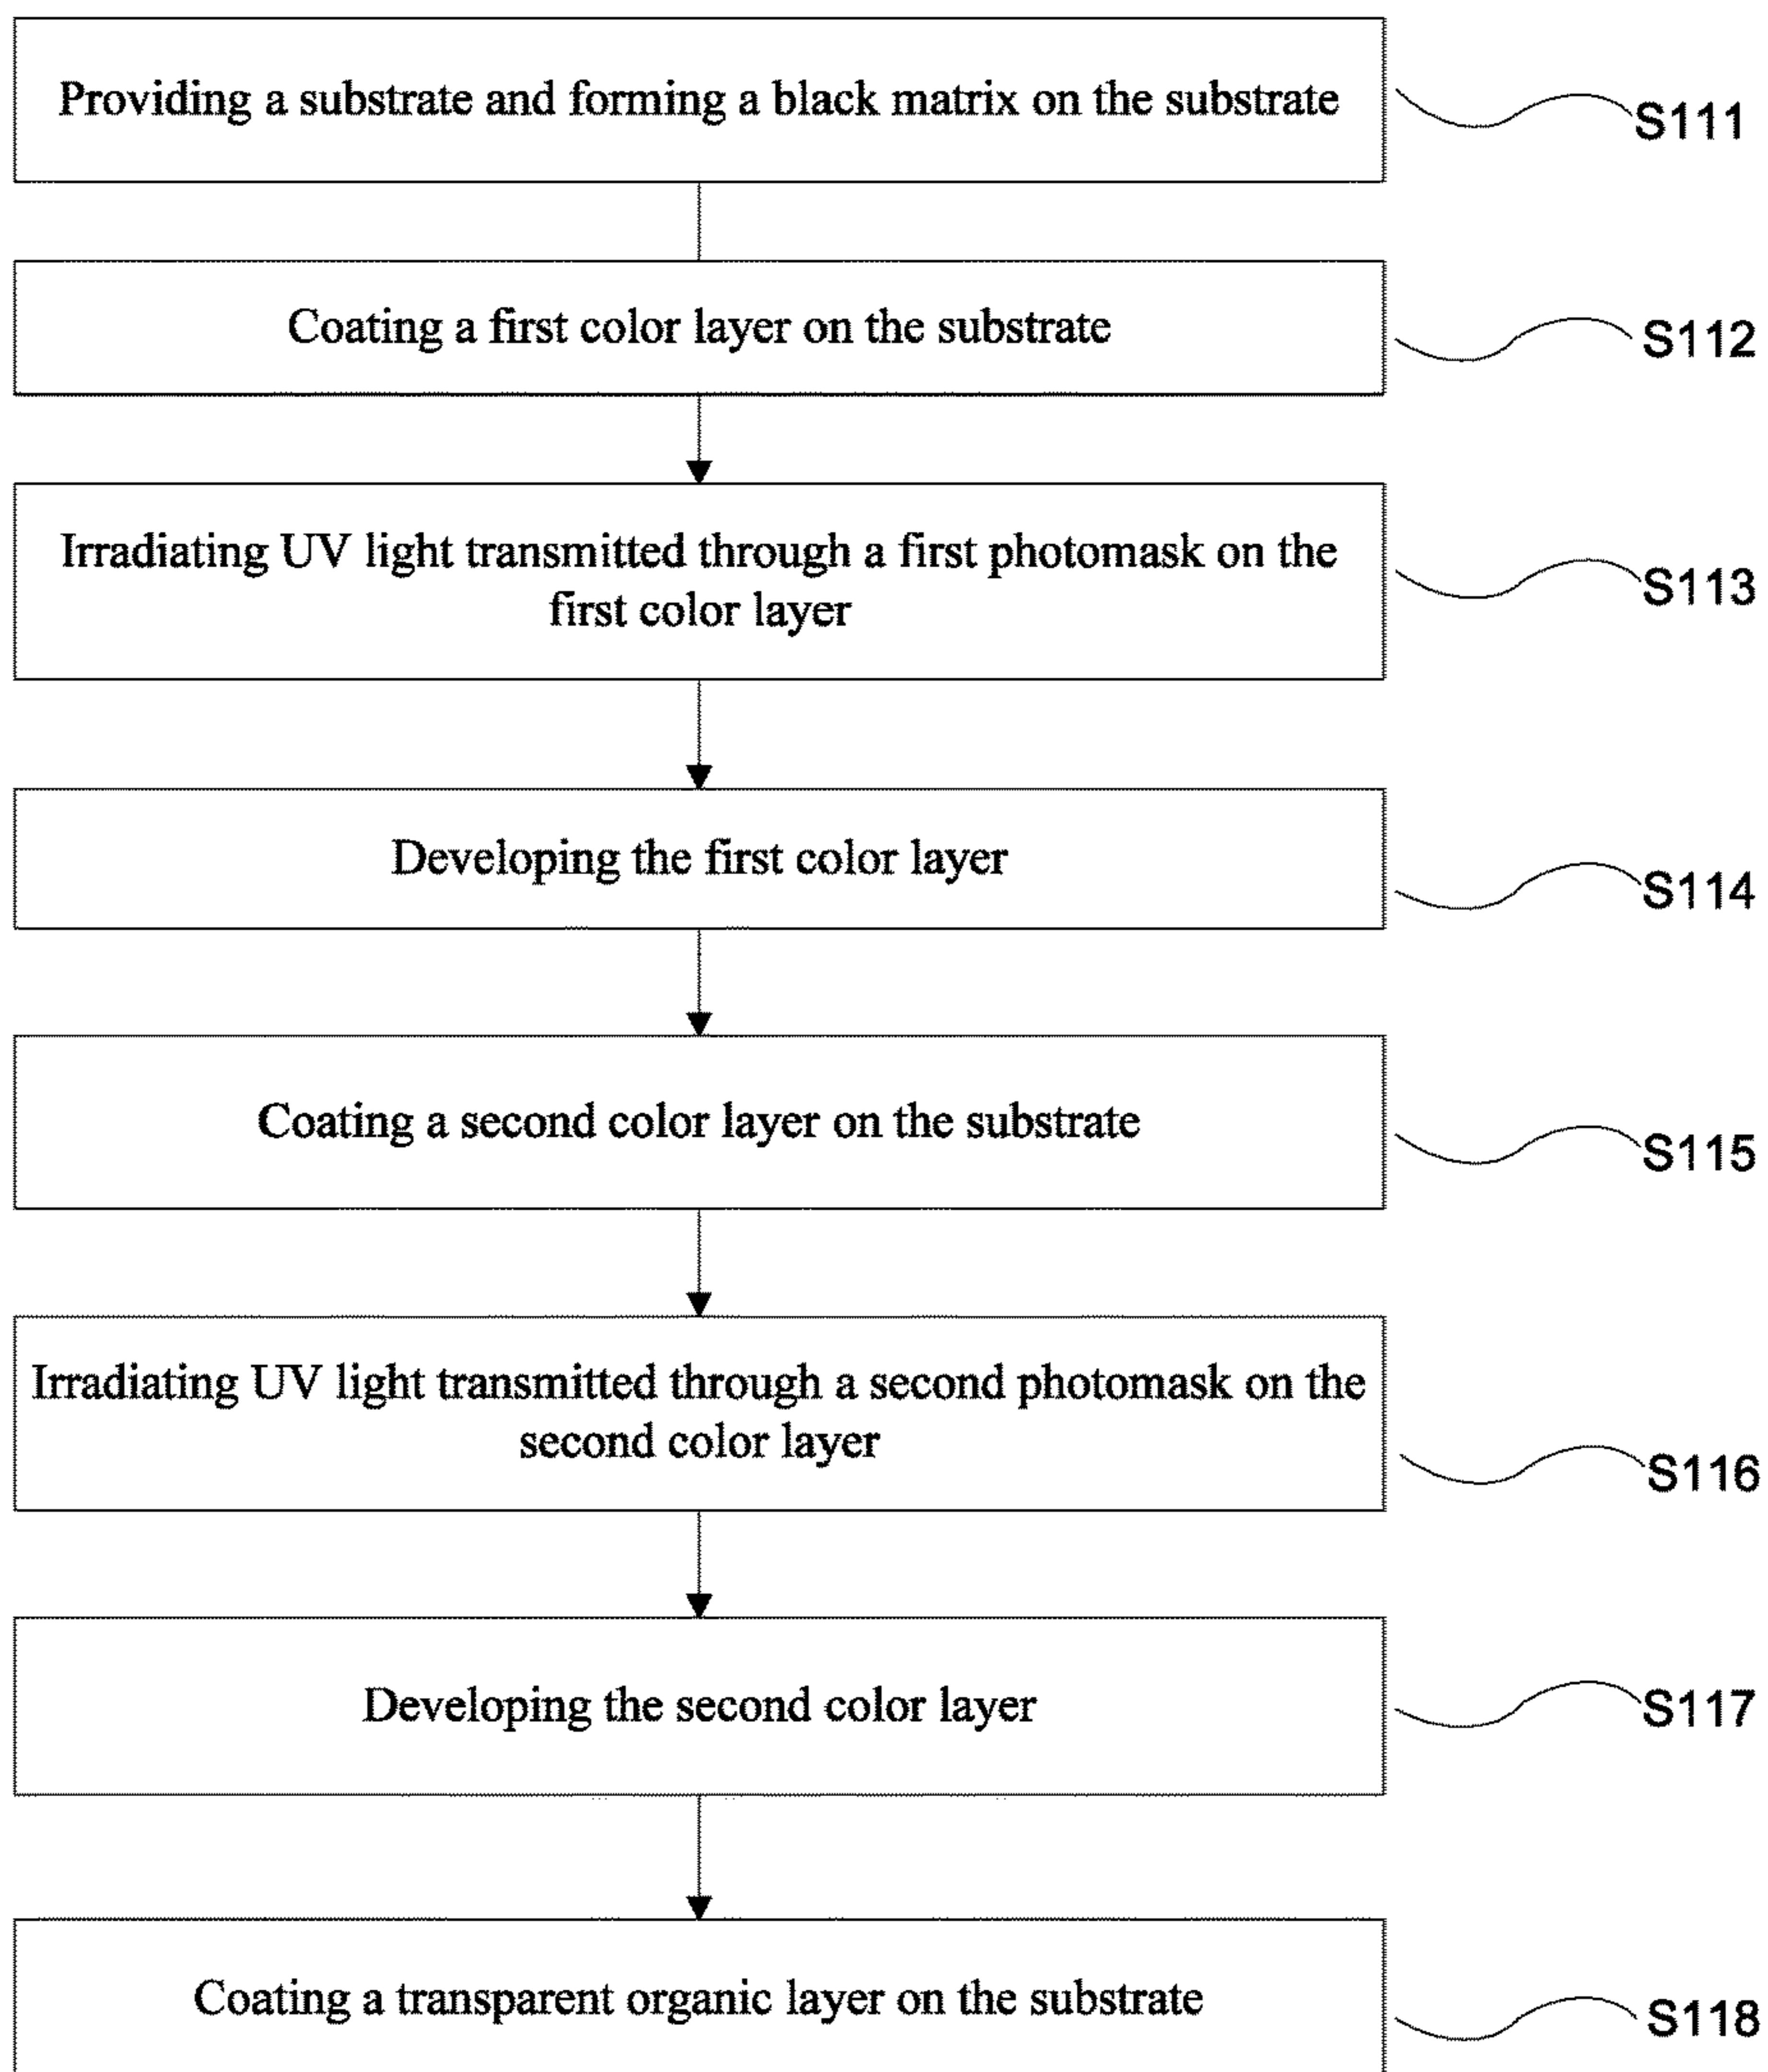 Providing a substrate and forming a black matrix on the substrate
S111
Coating a first color layer on the substrate
S112
Irradiating UV light transmitted through a first photomask on the
first color layer
S113
Developing the first color layer
S114
Coating a second color layer on the substrate
S115
Irradiating UV light transmitted through a second photomask on the
second color layer
S116
Developing the second color layer
S117
Coating a transparent organic layer on the substrate
S118